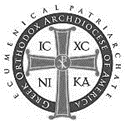 ECUMENICAL PATRIARCHATE
GREEK ORTHODOX ARCHDIOCESE OF AMERICA
IC XC
NI KA